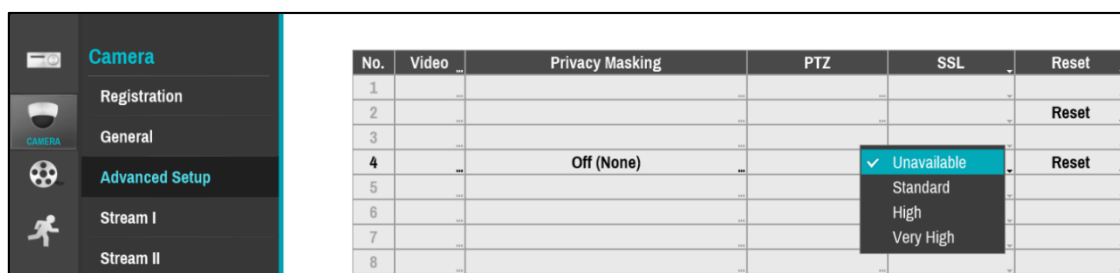 Camera
Registration
General
CAMERA
Advanced Setup
Stream I
Stream II
No. Video ... Privacy Masking PTZ SSL Reset
1
2 Reset
3
4 ... Off (None) ... ✓ Unavailable Reset
5 Standard
6 High
7 Very High
8